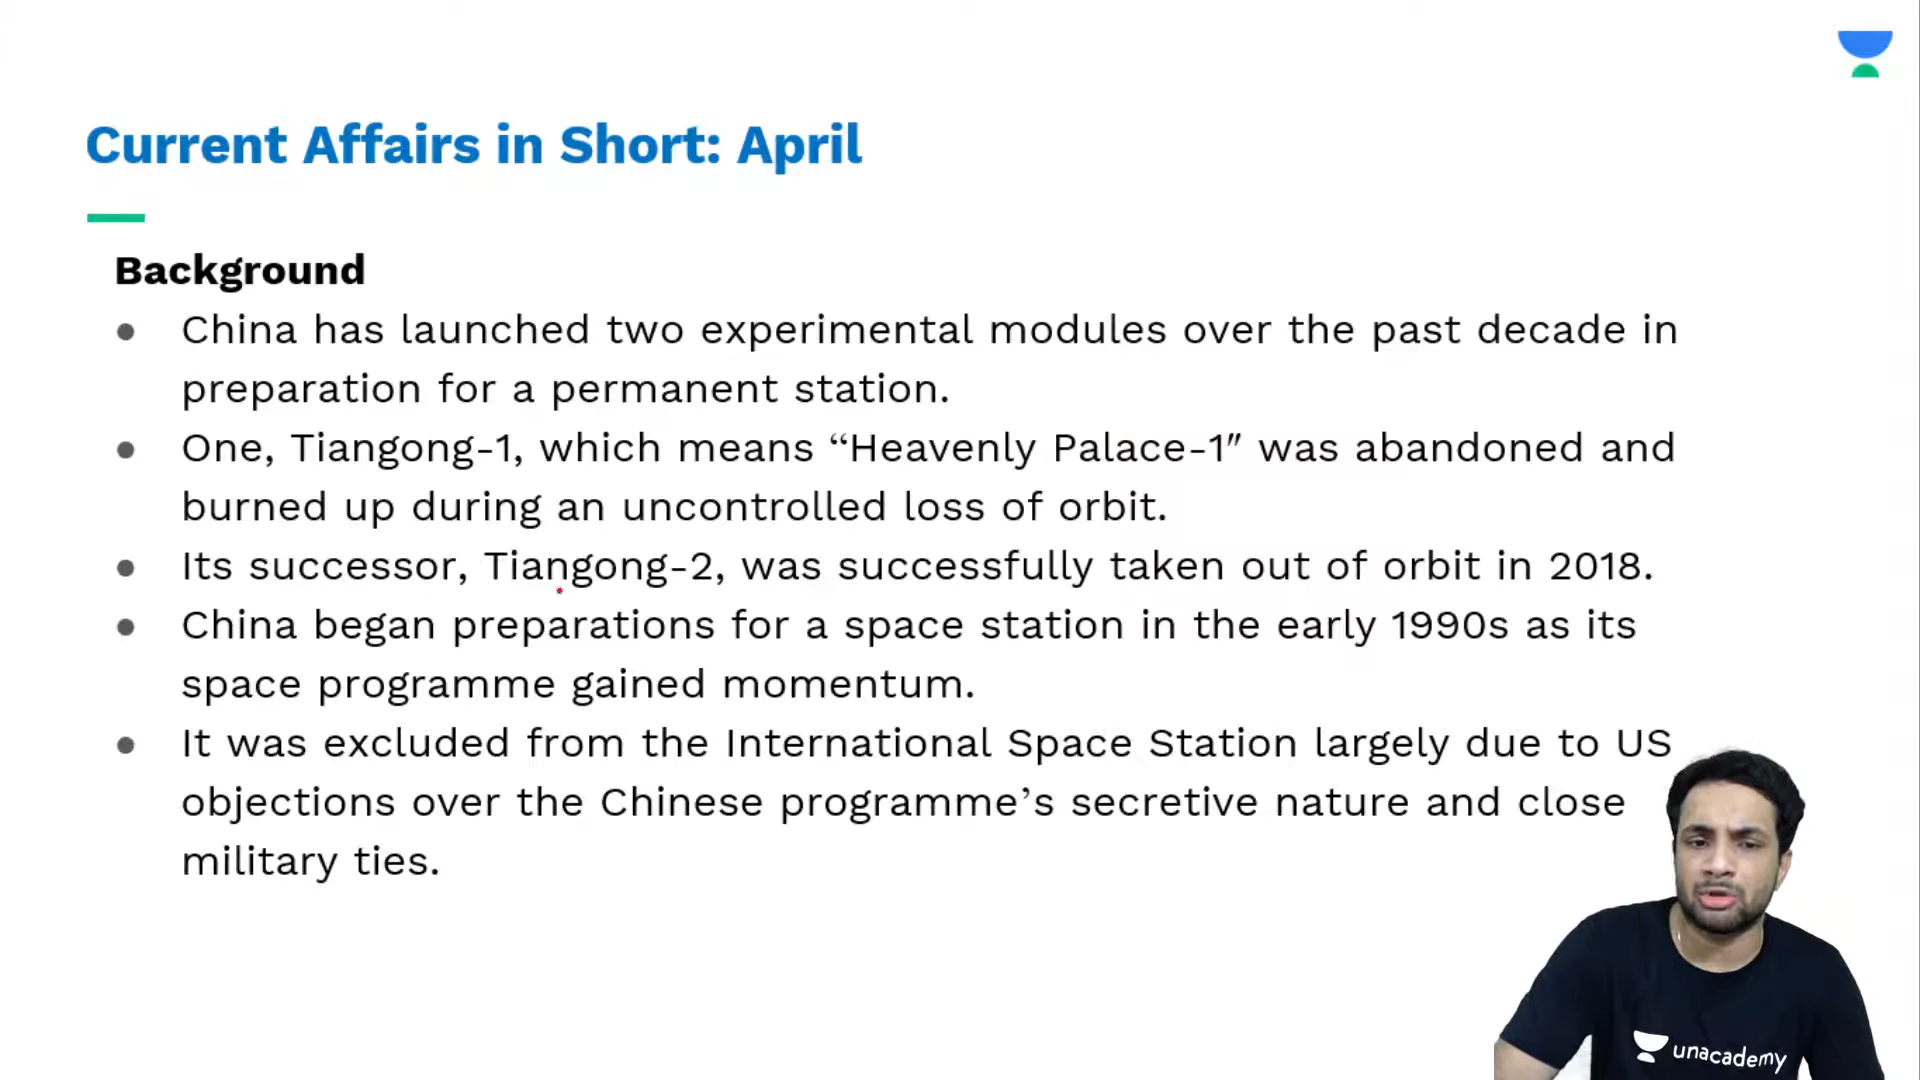 Current Affairs in Short: April
Background
● China has launched two experimental modules over the past decade in
preparation for a permanent station.
● One, Tiangong-1, which means “Heavenly Palace-1″ was abandoned and
burned up during an uncontrolled loss of orbit.
● Its successor, Tiangong-2, was successfully taken out of orbit in 2018.
● China began preparations for a space station in the early 1990s as its
space programme gained momentum.
● It was excluded from the International Space Station largely due to US
objections over the Chinese programme’s secretive nature and close
military ties.
unacademy